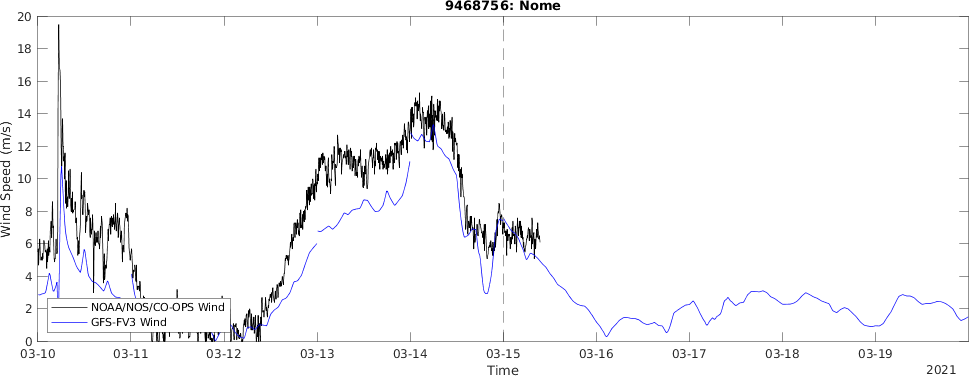 9468756: Nome
20
18
16
14
12
10
8
6
4
2
0
Wind Speed (m/s)
NOAA/NOS/CO-OPS Wind
GFS-FV3 Wind
03-10 03-11 03-12 03-13 03-14 03-15 03-16 03-17 03-18 03-19
Time
2021